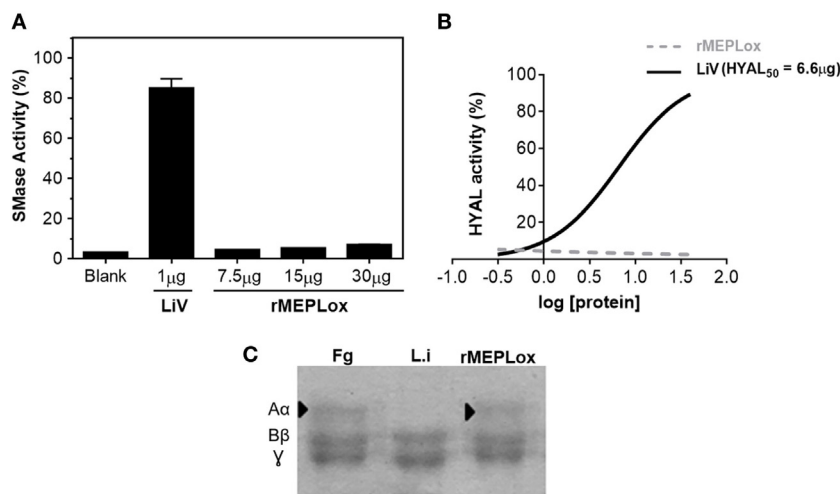 A
SMase Activity (%)
100
80
60
40
20
0
Blank
1µg
7.5µg
15µg
30µg
LiV
rMEPLox
B
rMEPLox
LiV (HYAL50 = 6.6µg)
HYAL activity (%)
100
80
60
40
20
-1.0
-0.5
0.0
0.5
1.0
1.5
2.0
log [protein]
C
Fg
L.i
rMEPLox
Aα
Bβ
Ɣ